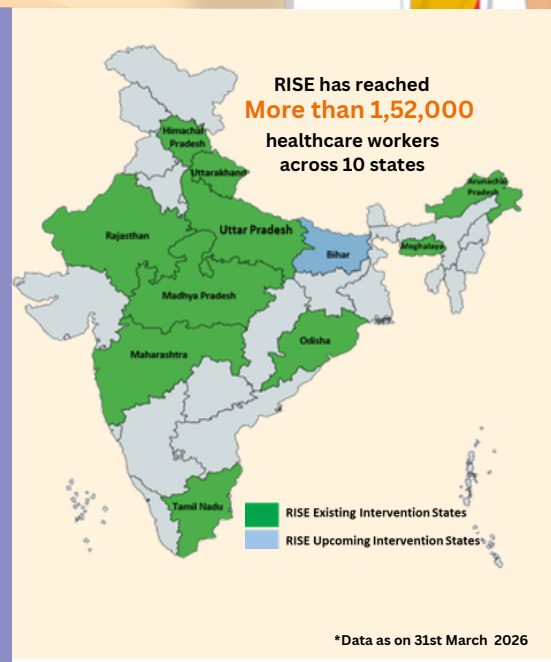 RISE has reached
More than 1,52,000
healthcare workers
across 10 states
Himachal
Pradesh
Uttarakhand
Arunachal
Pradesh
Rajasthan
Uttar Pradesh
Meghalaya
Bihar
Madhya Pradesh
Odisha
Maharashtra
Tamil Nadu
RISE Existing Intervention States
RISE Upcoming Intervention States
*Data as on 31st March 2026